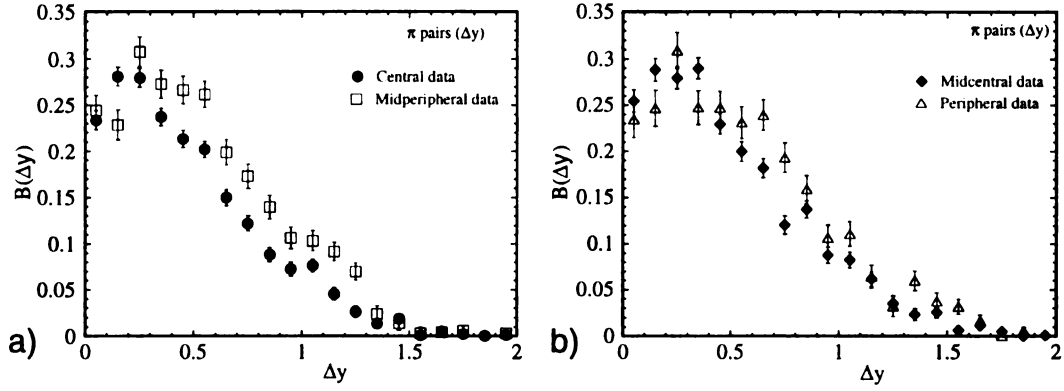 0.35
0.3
0.25
0.2
0.15
0.1
0.05
0
B(Δy)
π pairs (Δy)
Central data
Midperipheral data
0
0.5
1
1.5
2
Δy
a)
0.35
0.3
0.25
0.2
0.15
0.1
0.05
0
B(Δy)
π pairs (Δy)
Midcentral data
Peripheral data
0
0.5
1
1.5
2
Δy
b)